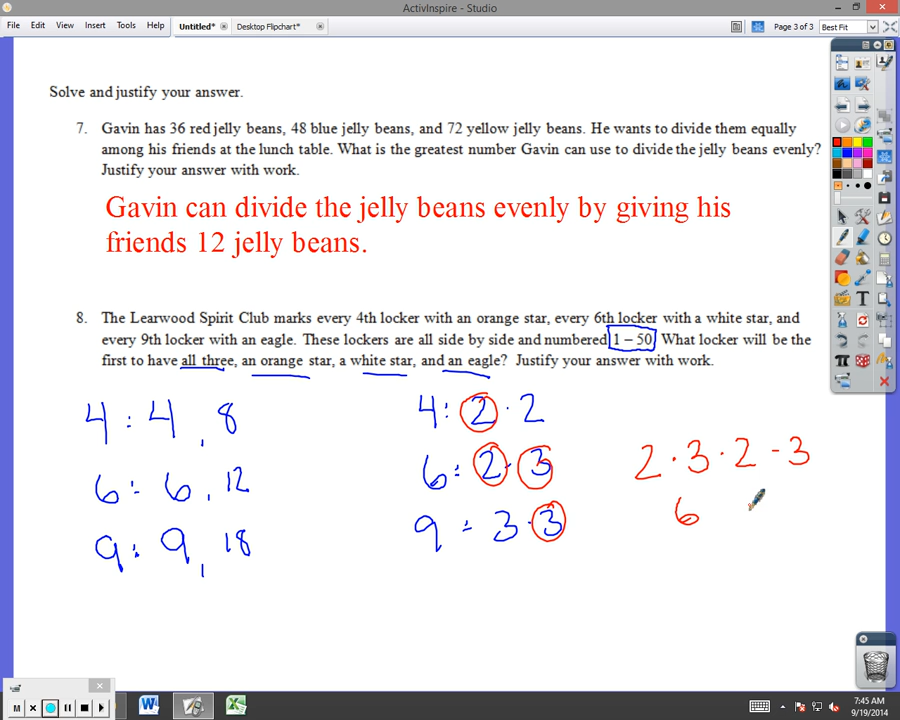 ActivInspire - Studio
File Edit View Insert Tools Help Untitled* Desktop Flipchart* Page 3 of 3 Best Fit
Solve and justify your answer.
7. Gavin has 36 red jelly beans, 48 blue jelly beans, and 72 yellow jelly beans. He wants to divide them equally
among his friends at the lunch table. What is the greatest number Gavin can use to divide the jelly beans evenly?
Justify your answer with work.
Gavin can divide the jelly beans evenly by giving his
friends 12 jelly beans.
8. The Learwood Spirit Club marks every 4th locker with an orange star, every 6th locker with a white star, and
every 9th locker with an eagle. These lockers are all side by side and numbered 1 – 50. What locker will be the
first to have all three, an orange star, a white star, and an eagle? Justify your answer with work.
4: 4, 8
6: 6, 12
9: 9, 18
4: 2 · 2
6: 2 · 3
9: 3 · 3
2 · 3 · 2 · 3
6
7:45 AM
9/19/2014